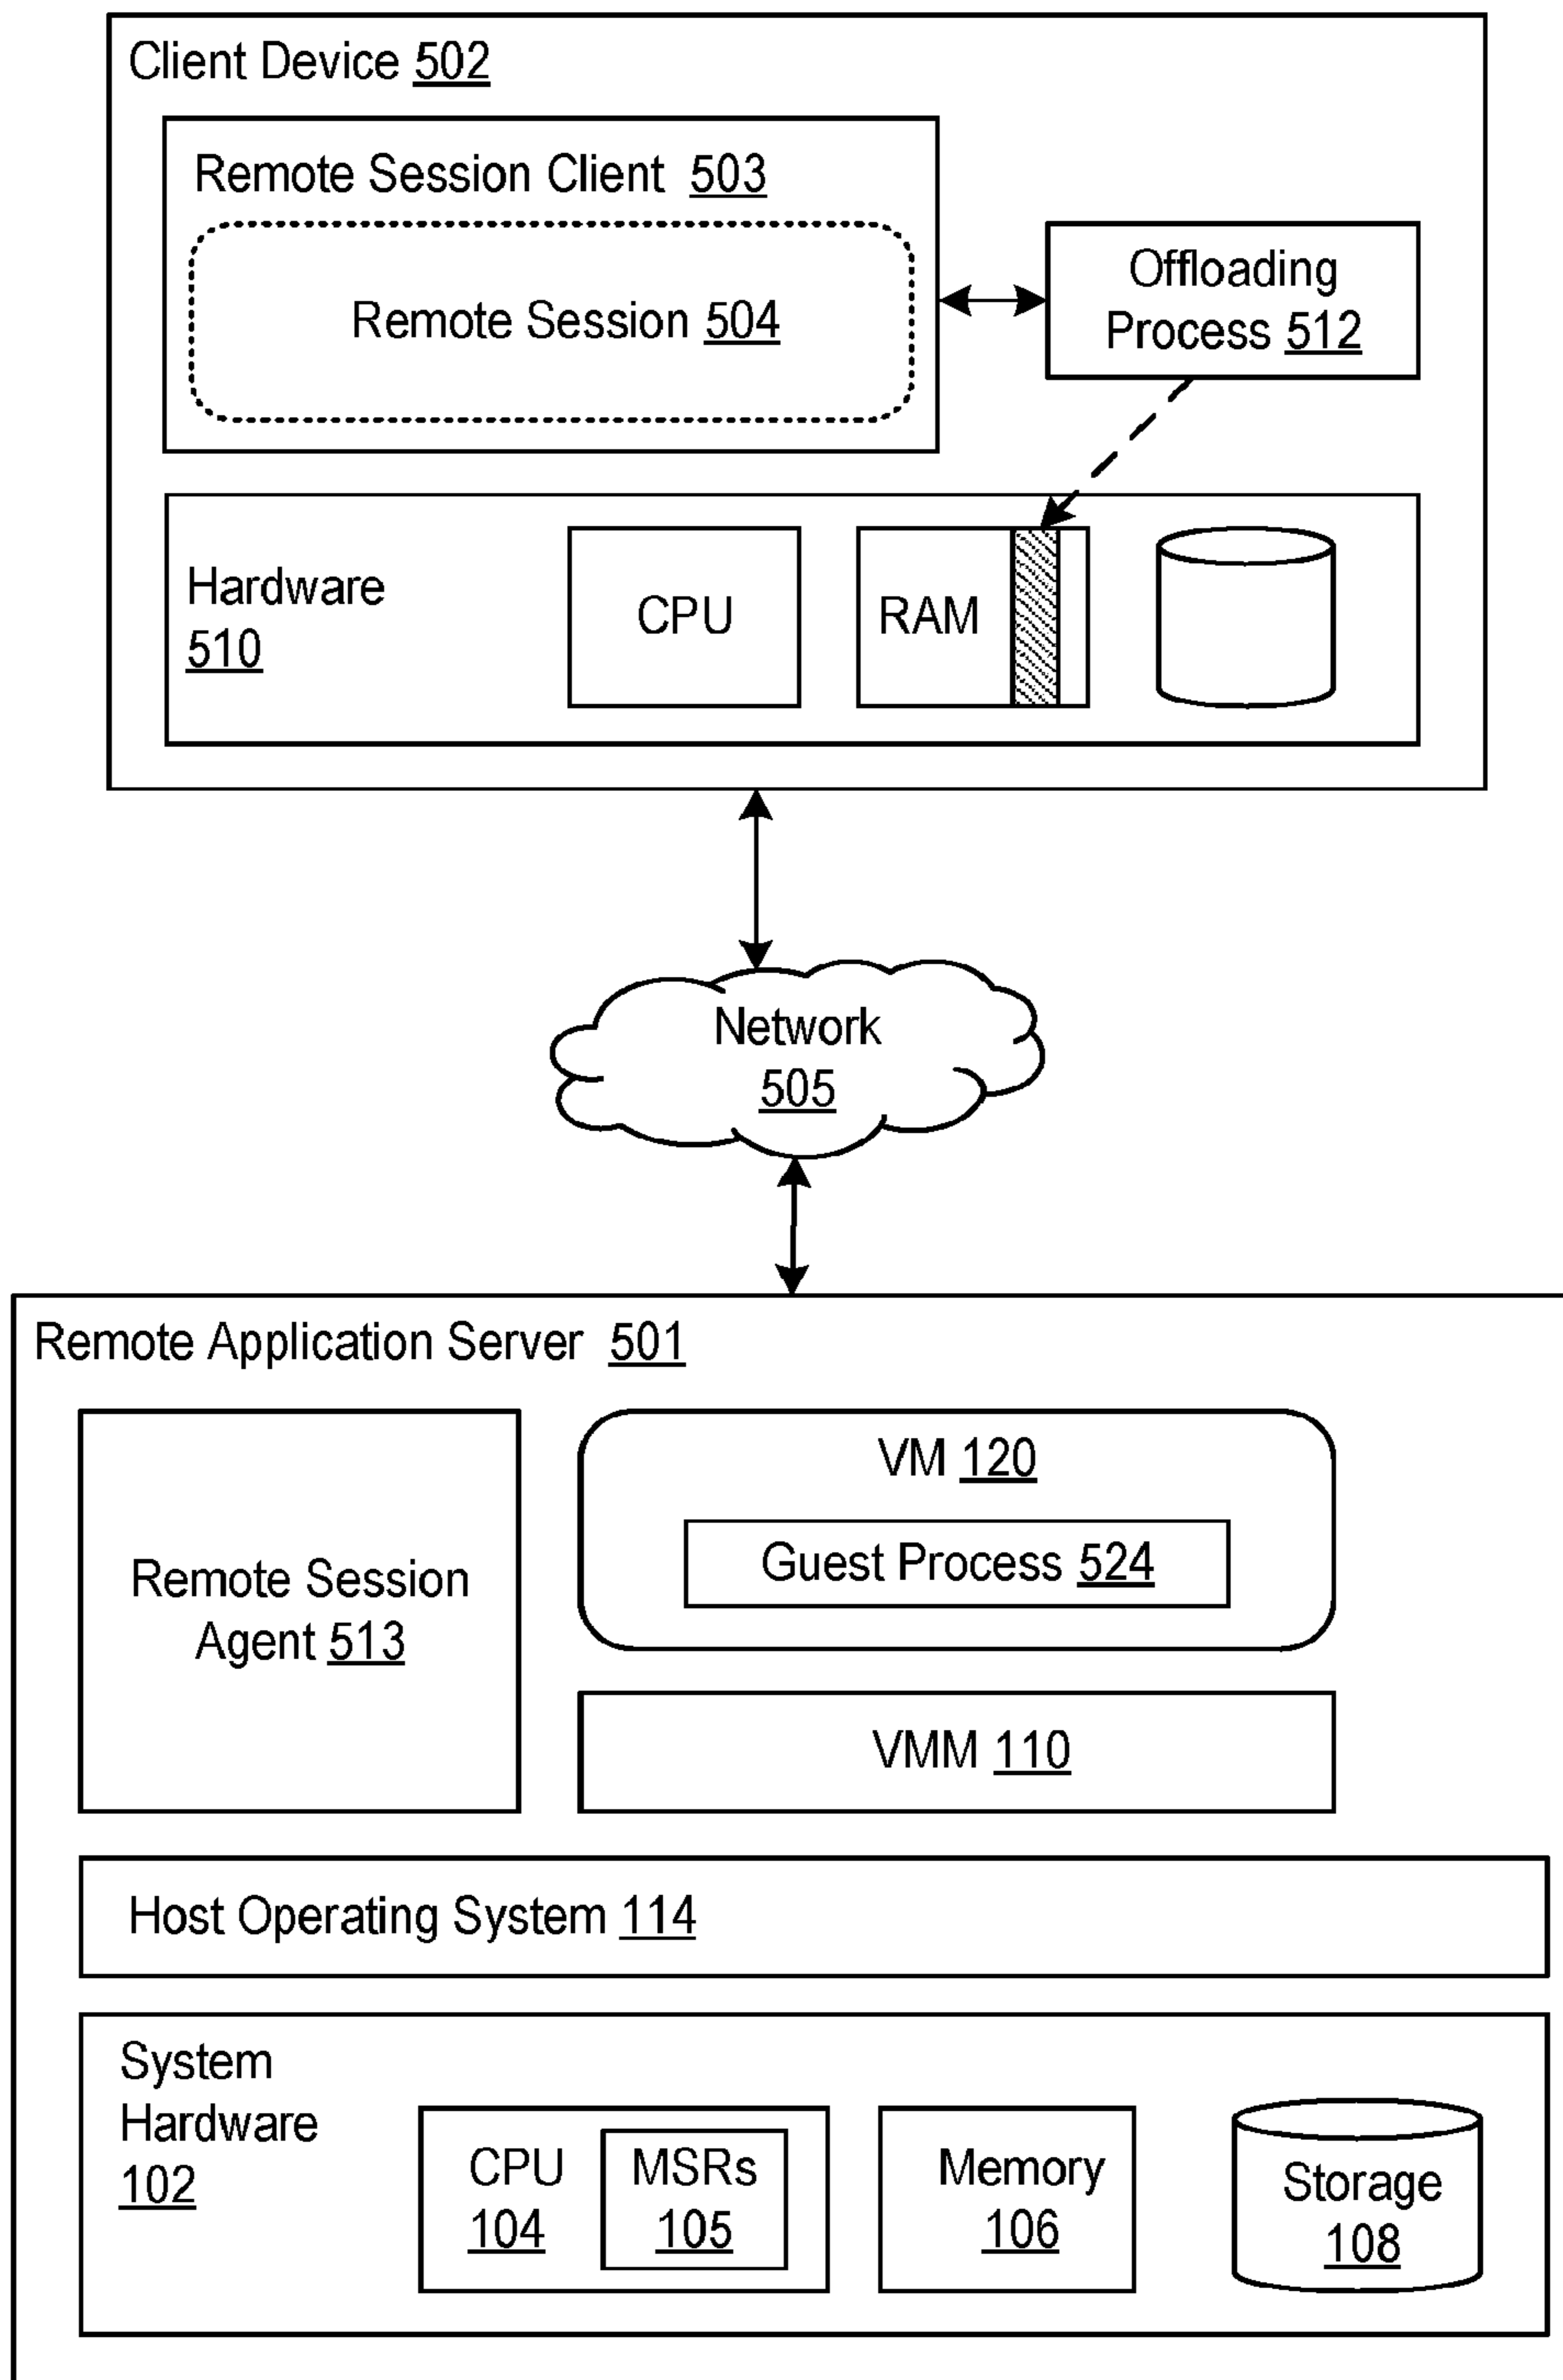 Client Device 502
Remote Session Client 503
Remote Session 504
Offloading
Process 512
Hardware
510
CPU
RAM
Network
505
Remote Application Server 501
Remote Session
Agent 513
VM 120
Guest Process 524
VMM 110
Host Operating System 114
System
Hardware
102
CPU
104
MSRs
105
Memory
106
Storage
108